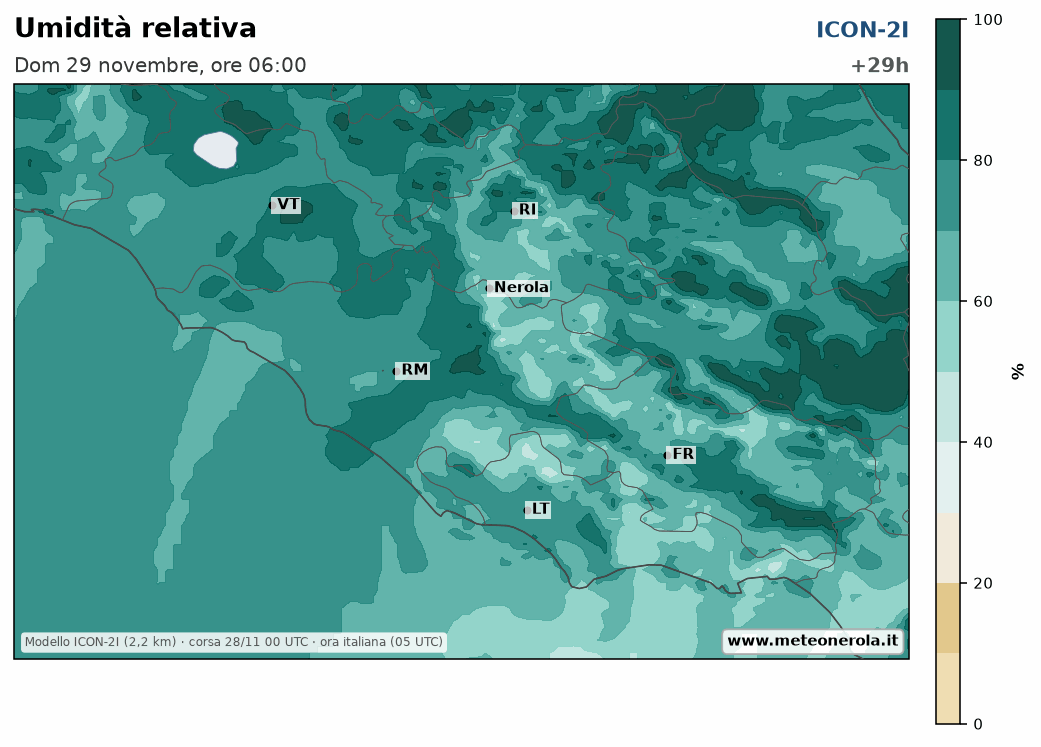 Umidità relativa
ICON-2I
Dom 29 novembre, ore 06:00
+29h
100
80
60
40
20
0
%
VT
RI
Nerola
RM
FR
LT
Modello ICON-2I (2,2 km) · corsa 28/11 00 UTC · ora italiana (05 UTC)
www.meteonerola.it